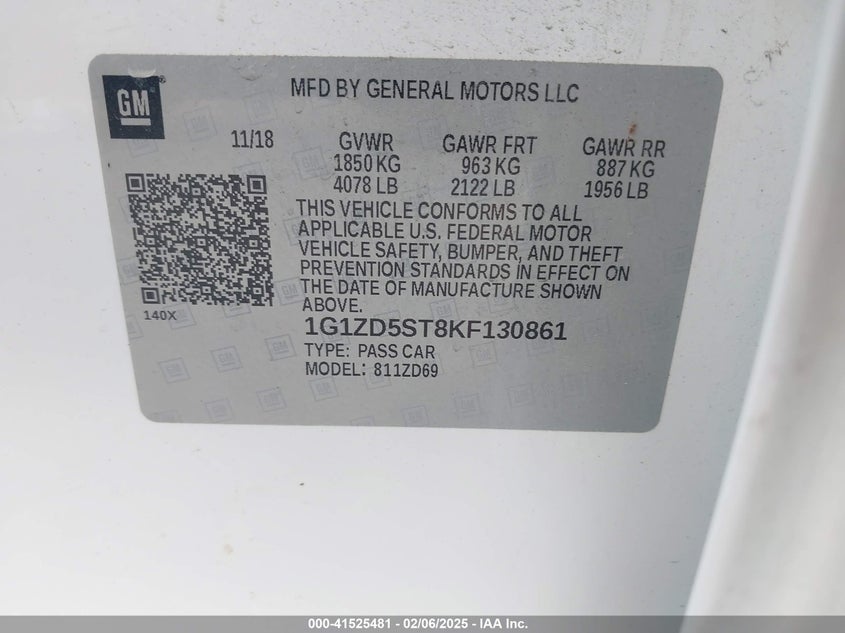 GM
MFD BY GENERAL MOTORS LLC
11/18 GVWR GAWR FRT GAWR RR
1850 KG 963 KG 887 KG
4078 LB 2122 LB 1956 LB
THIS VEHICLE CONFORMS TO ALL
APPLICABLE U.S. FEDERAL MOTOR
VEHICLE SAFETY, BUMPER, AND THEFT
PREVENTION STANDARDS IN EFFECT ON
THE DATE OF MANUFACTURE SHOWN
ABOVE.
140X
1G1ZD5ST8KF130861
TYPE: PASS CAR
MODEL: 811ZD69
000-41525481 - 02/06/2025 - IAA Inc.